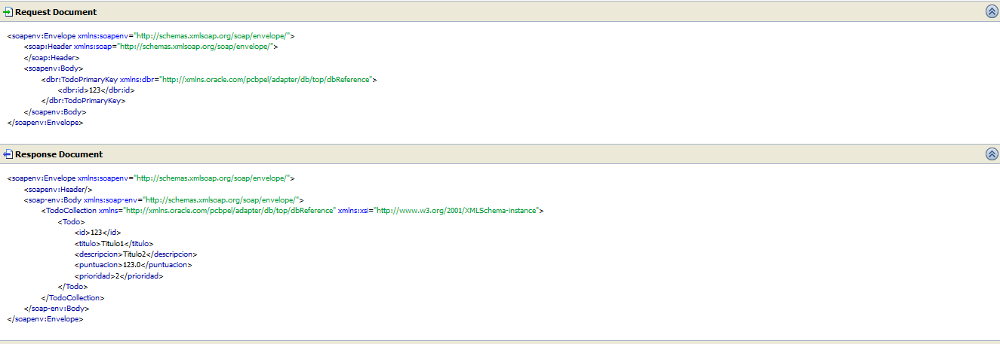 Request Document
<soapenv:Envelope xmlns:soapenv="http://schemas.xmlsoap.org/soap/envelope/">
<soap:Header xmlns:soap="http://schemas.xmlsoap.org/soap/envelope/">
</soap:Header>
<soapenv:Body>
<dbr:TodoPrimaryKey xmlns:dbr="http://xmlns.oracle.com/pcbpel/adapter/db/top/dbReference">
<dbr:id>123</dbr:id>
</dbr:TodoPrimaryKey>
</soapenv:Body>
</soapenv:Envelope>
Response Document
<soapenv:Envelope xmlns:soapenv="http://schemas.xmlsoap.org/soap/envelope/">
<soapenv:Header/>
<soap-env:Body xmlns:soap-env="http://schemas.xmlsoap.org/soap/envelope/">
<TodoCollection xmlns="http://xmlns.oracle.com/pcbpel/adapter/db/top/dbReference" xmlns:xsi="http://www.w3.org/2001/XMLSchema-instance">
<Todo>
<id>123</id>
<titulo>Titulo1</titulo>
<descripcion>Titulo2</descripcion>
<puntuacion>123.0</puntuacion>
<prioridad>2</prioridad>
</Todo>
</TodoCollection>
</soap-env:Body>
</soapenv:Envelope>